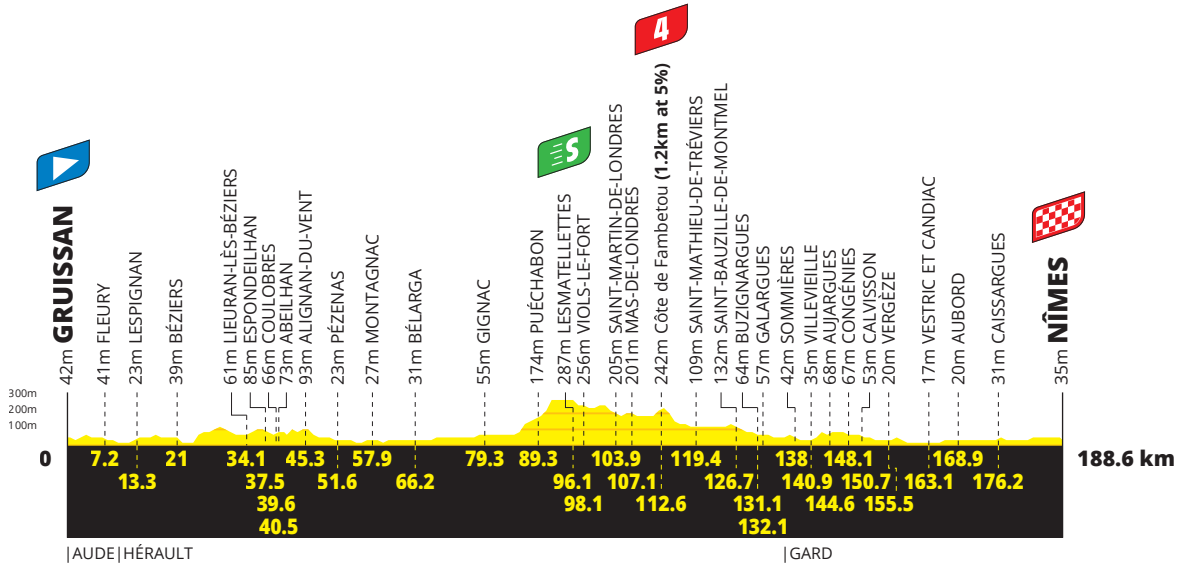 4
S
42m GRUISSAN
41m FLEURY
23m LESPIGNAN
39m BÉZIERS
61m LIEURAN-LÈS-BÉZIERS
85m ESPONDEILHAN
66m COULOBRES
73m ABEILHAN
93m ALIGNAN-DU-VENT
23m PÉZENAS
27m MONTAGNAC
31m BÉLARGA
55m GIGNAC
174m PUÉCHABON
287m LESMATELLETTES
256m VIOLS-LE-FORT
205m SAINT-MARTIN-DE-LONDRES
201m MAS-DE-LONDRES
242m Côte de Fambetou (1.2km at 5%)
109m SAINT-MATHIEU-DE-TRÉVIERS
132m SAINT-BAUZILLE-DE-MONTMEL
64m BUZIGNARGUES
57m GALARGUES
42m SOMMIÈRES
35m VILLEVIEILLE
68m AUJARGUES
67m CONGÉNIES
53m CALVISSON
20m VERGÈZE
17m VESTRIC ET CANDIAC
20m AUBORD
31m CAISSARGUES
35m NÎMES
300m
200m
100m
0 7.2 21 34.1 45.3 57.9 79.3 89.3 103.9 119.4 138 148.1 168.9 188.6 km
13.3 37.5 51.6 66.2 96.1 107.1 126.7 140.9 150.7 163.1 176.2
39.6 98.1 112.6 131.1 144.6 155.5
40.5 132.1
|AUDE|HÉRAULT |GARD